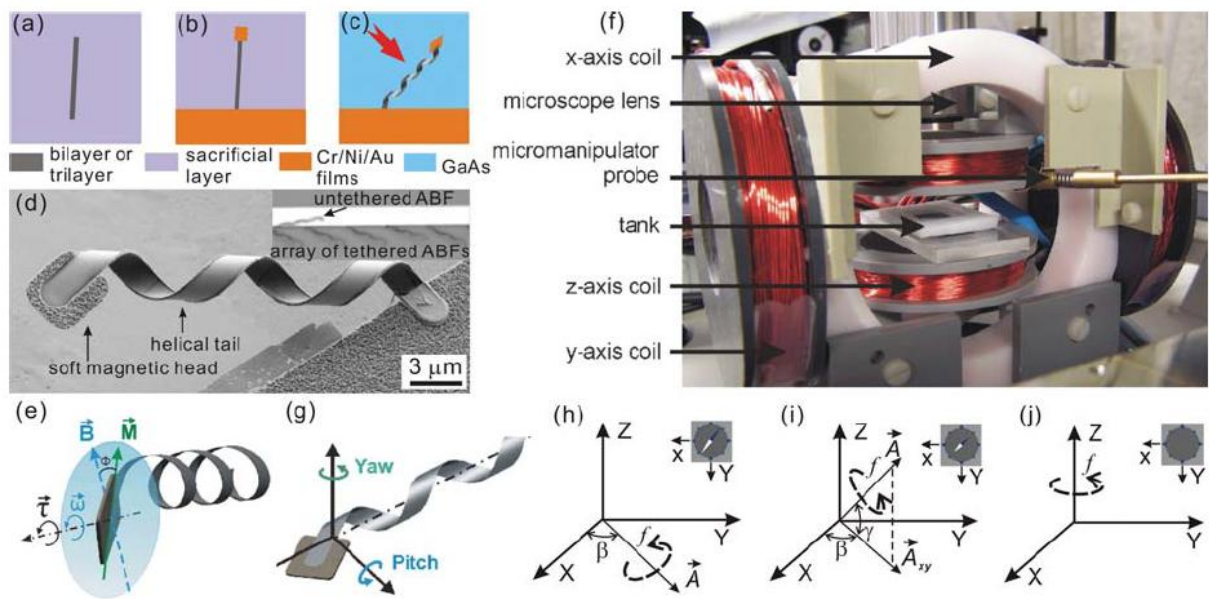 (a)
(b)
(c)
bilayer or
trilayer
sacrificial
layer
Cr/Ni/Au
films
GaAs
(d)
untethered ABF
array of tethered ABFs
helical tail
soft magnetic head
3 μm
(e)
B
M
Φ
τ
ω
(f)
x-axis coil
microscope lens
micromanipulator
probe
tank
z-axis coil
y-axis coil
(g)
Yaw
Pitch
(h)
Z
Y
X
β
f
A
X
Y
(i)
Z
Y
X
β
γ
f
A
Axy
X
Y
(j)
Z
Y
X
f
X
Y